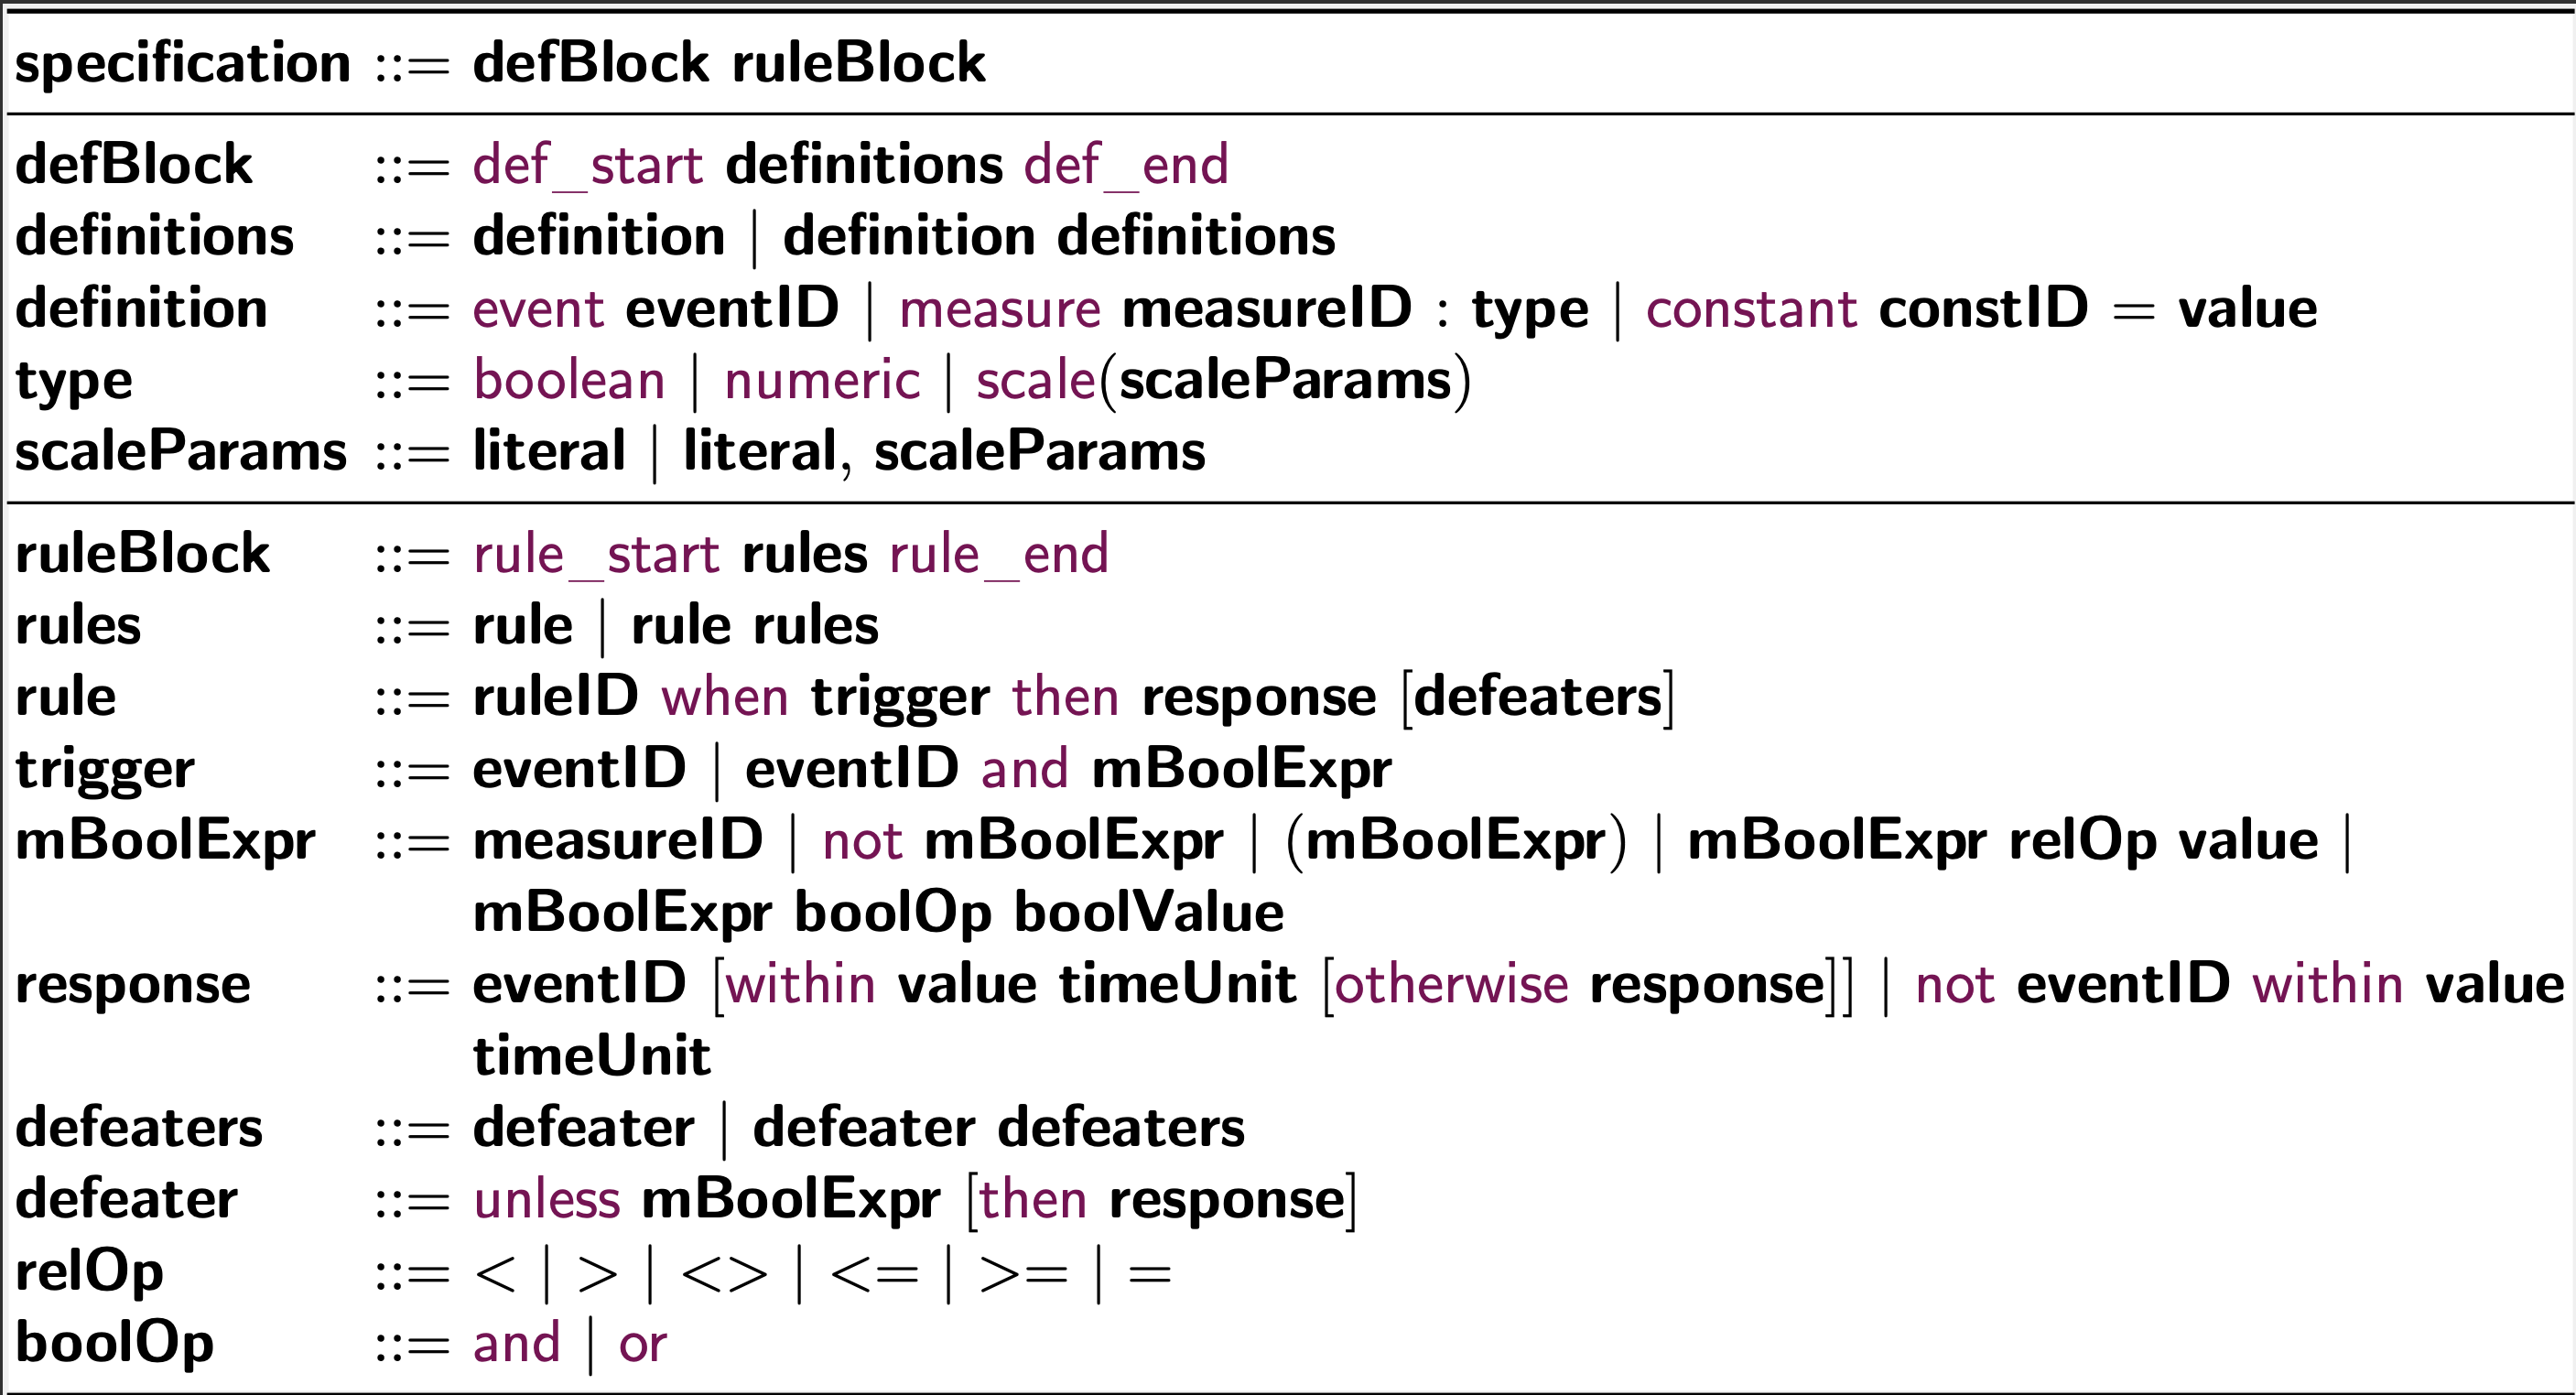 specification ::= defBlock ruleBlock
defBlock ::= def_start definitions def_end
definitions ::= definition | definition definitions
definition ::= event eventID | measure measureID : type | constant constID = value
type ::= boolean | numeric | scale(scaleParams)
scaleParams ::= literal | literal, scaleParams
ruleBlock ::= rule_start rules rule_end
rules ::= rule | rule rules
rule ::= ruleID when trigger then response [defeaters]
trigger ::= eventID | eventID and mBoolExpr
mBoolExpr ::= measureID | not mBoolExpr | (mBoolExpr) | mBoolExpr relOp value |
mBoolExpr boolOp boolValue
response ::= eventID [within value timeUnit [otherwise response]] | not eventID within value
timeUnit
defeaters ::= defeater | defeater defeaters
defeater ::= unless mBoolExpr [then response]
relOp ::= < | > | <> | <= | >= | =
boolOp ::= and | or